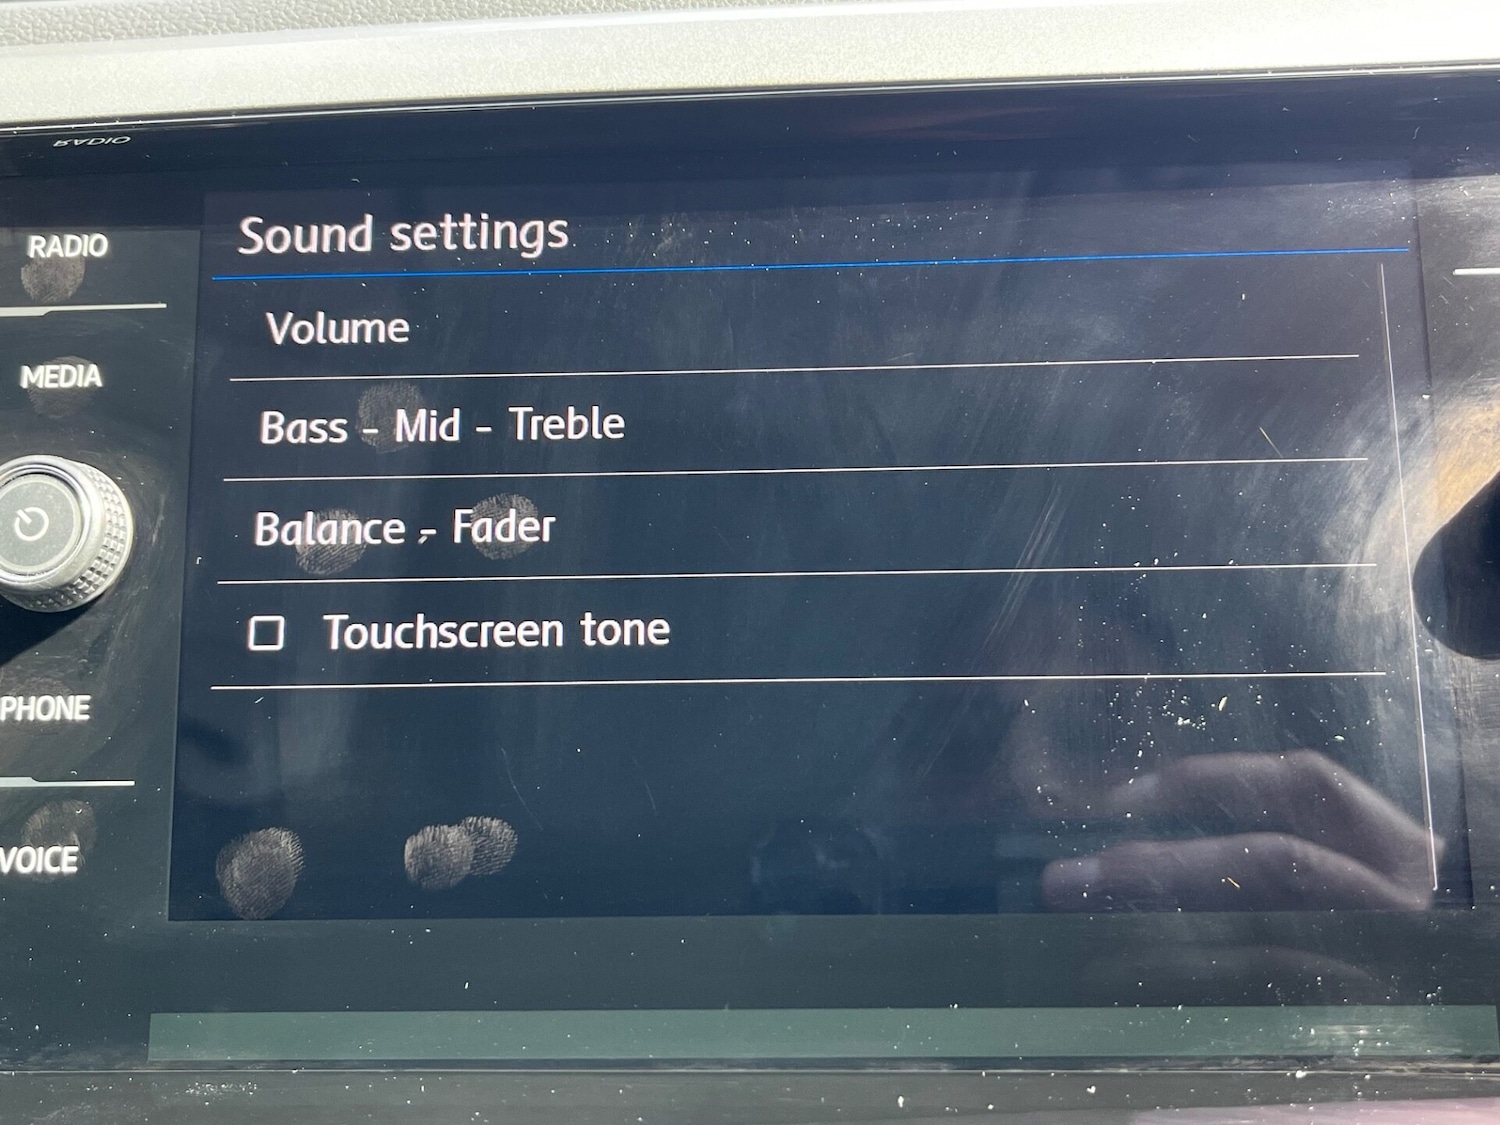 RADIO
RADIO
MEDIA
PHONE
VOICE
Sound settings
Volume
Bass - Mid - Treble
Balance - Fader
Touchscreen tone